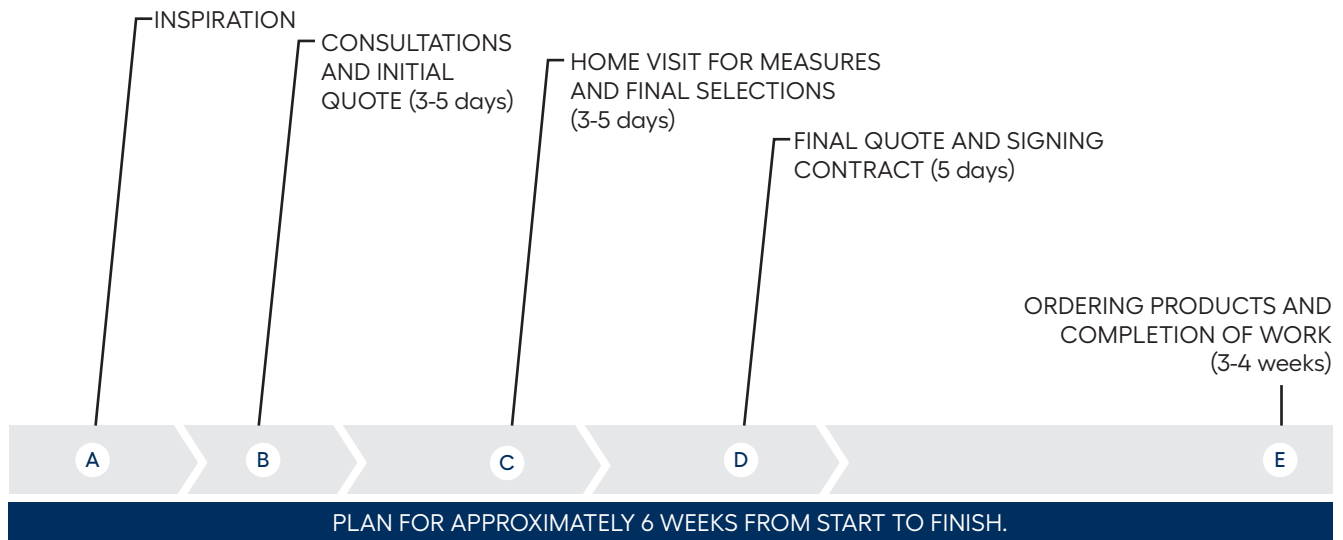 INSPIRATION
CONSULTATIONS
AND INITIAL
QUOTE (3-5 days)
HOME VISIT FOR MEASURES
AND FINAL SELECTIONS
(3-5 days)
FINAL QUOTE AND SIGNING
CONTRACT (5 days)
ORDERING PRODUCTS AND
COMPLETION OF WORK
(3-4 weeks)
A
B
C
D
E
PLAN FOR APPROXIMATELY 6 WEEKS FROM START TO FINISH.